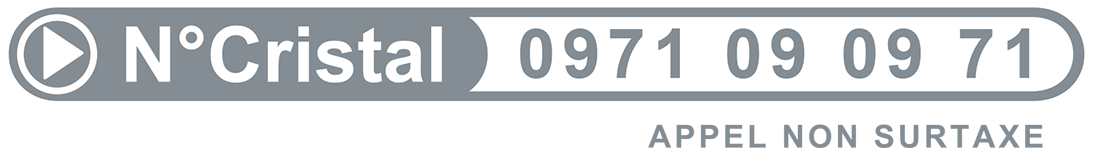 N°Cristal 0971 09 09 71
APPEL NON SURTAXE